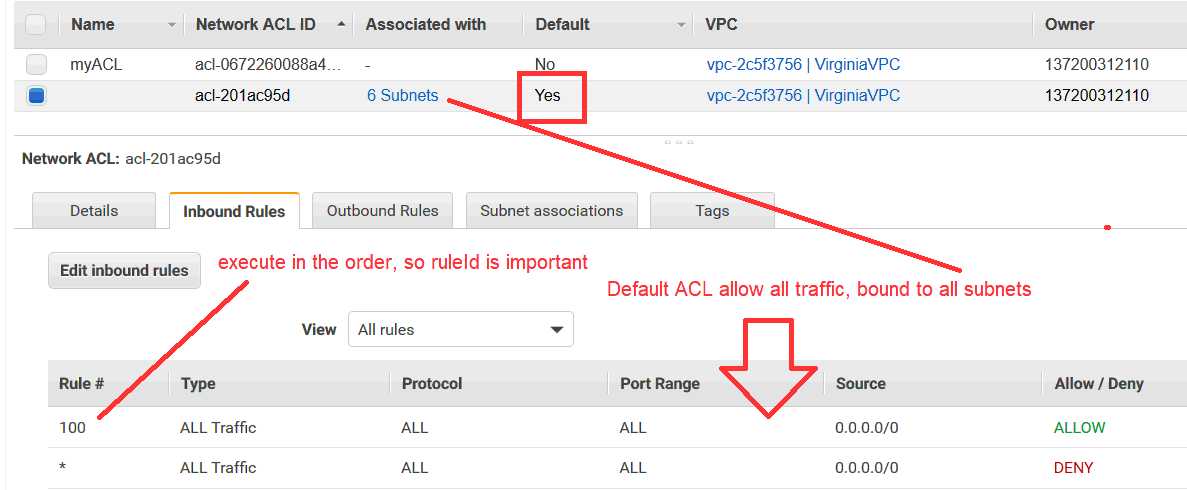 Name Network ACL ID Associated with Default VPC Owner
myACL acl-0672260088a4... - No vpc-2c5f3756 | VirginiaVPC 137200312110
acl-201ac95d 6 Subnets Yes vpc-2c5f3756 | VirginiaVPC 137200312110
Network ACL: acl-201ac95d
Details Inbound Rules Outbound Rules Subnet associations Tags
Edit inbound rules execute in the order, so ruleId is important
Default ACL allow all traffic, bound to all subnets
View All rules
Rule # Type Protocol Port Range Source Allow / Deny
100 ALL Traffic ALL ALL 0.0.0.0/0 ALLOW
* ALL Traffic ALL ALL 0.0.0.0/0 DENY